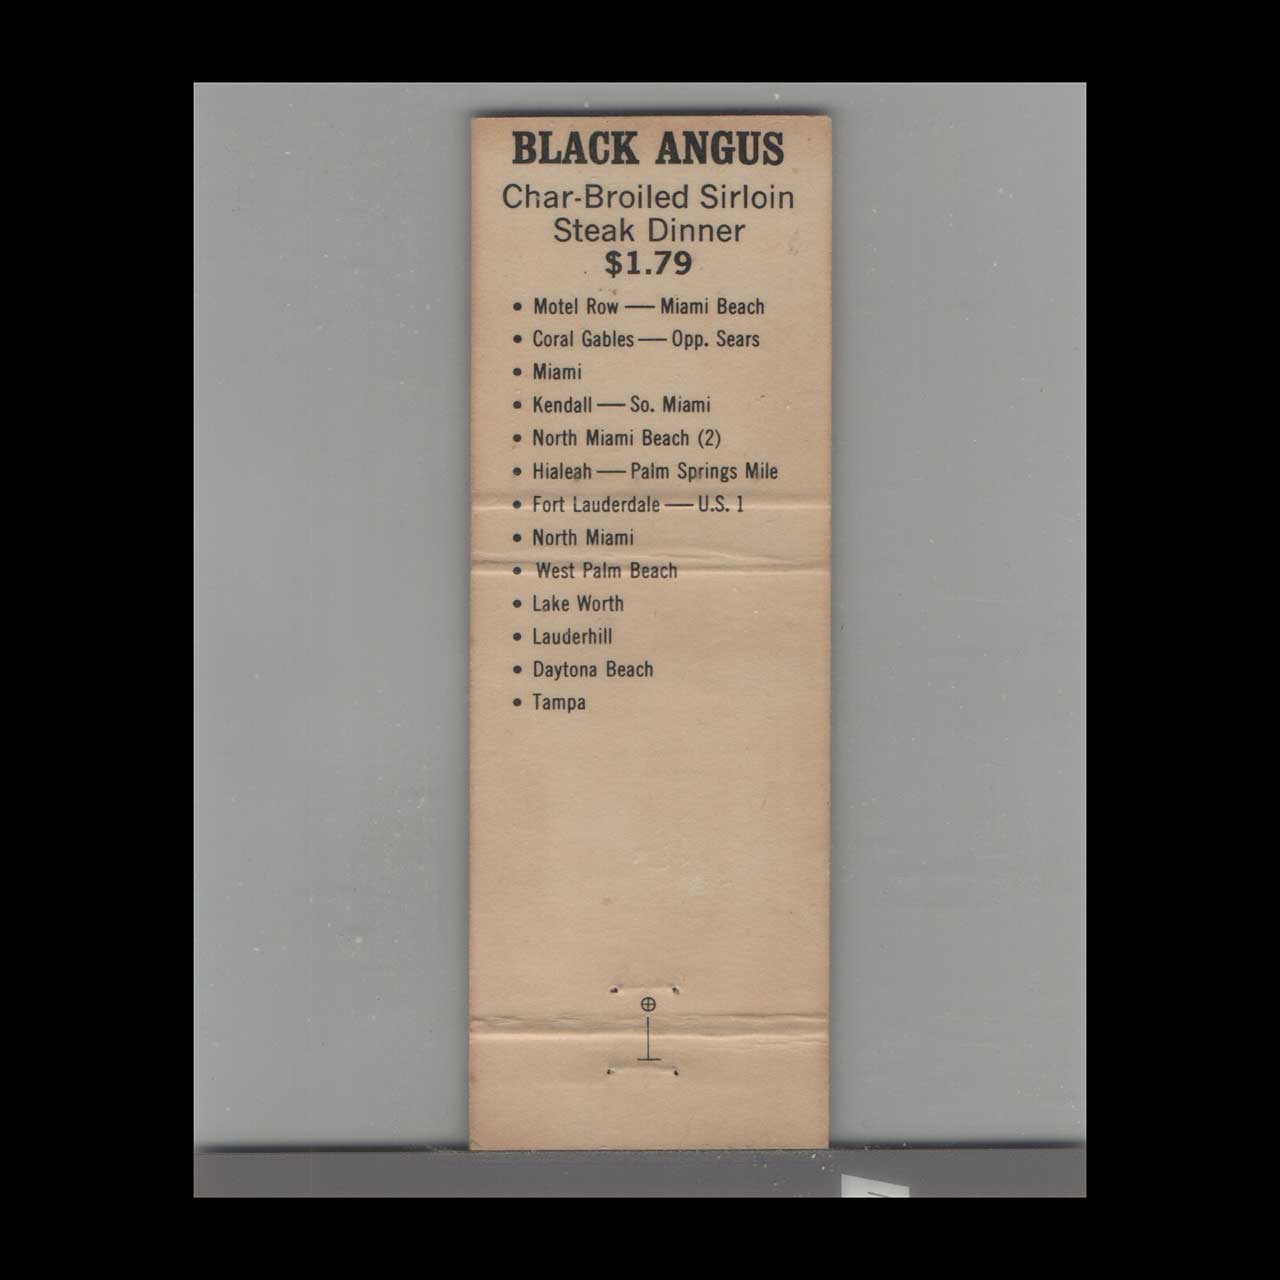 BLACK ANGUS
Char-Broiled Sirloin
Steak Dinner
$1.79
• Motel Row — Miami Beach
• Coral Gables — Opp. Sears
• Miami
• Kendall — So. Miami
• North Miami Beach (2)
• Hialeah — Palm Springs Mile
• Fort Lauderdale — U.S. 1
• North Miami
• West Palm Beach
• Lake Worth
• Lauderhill
• Daytona Beach
• Tampa